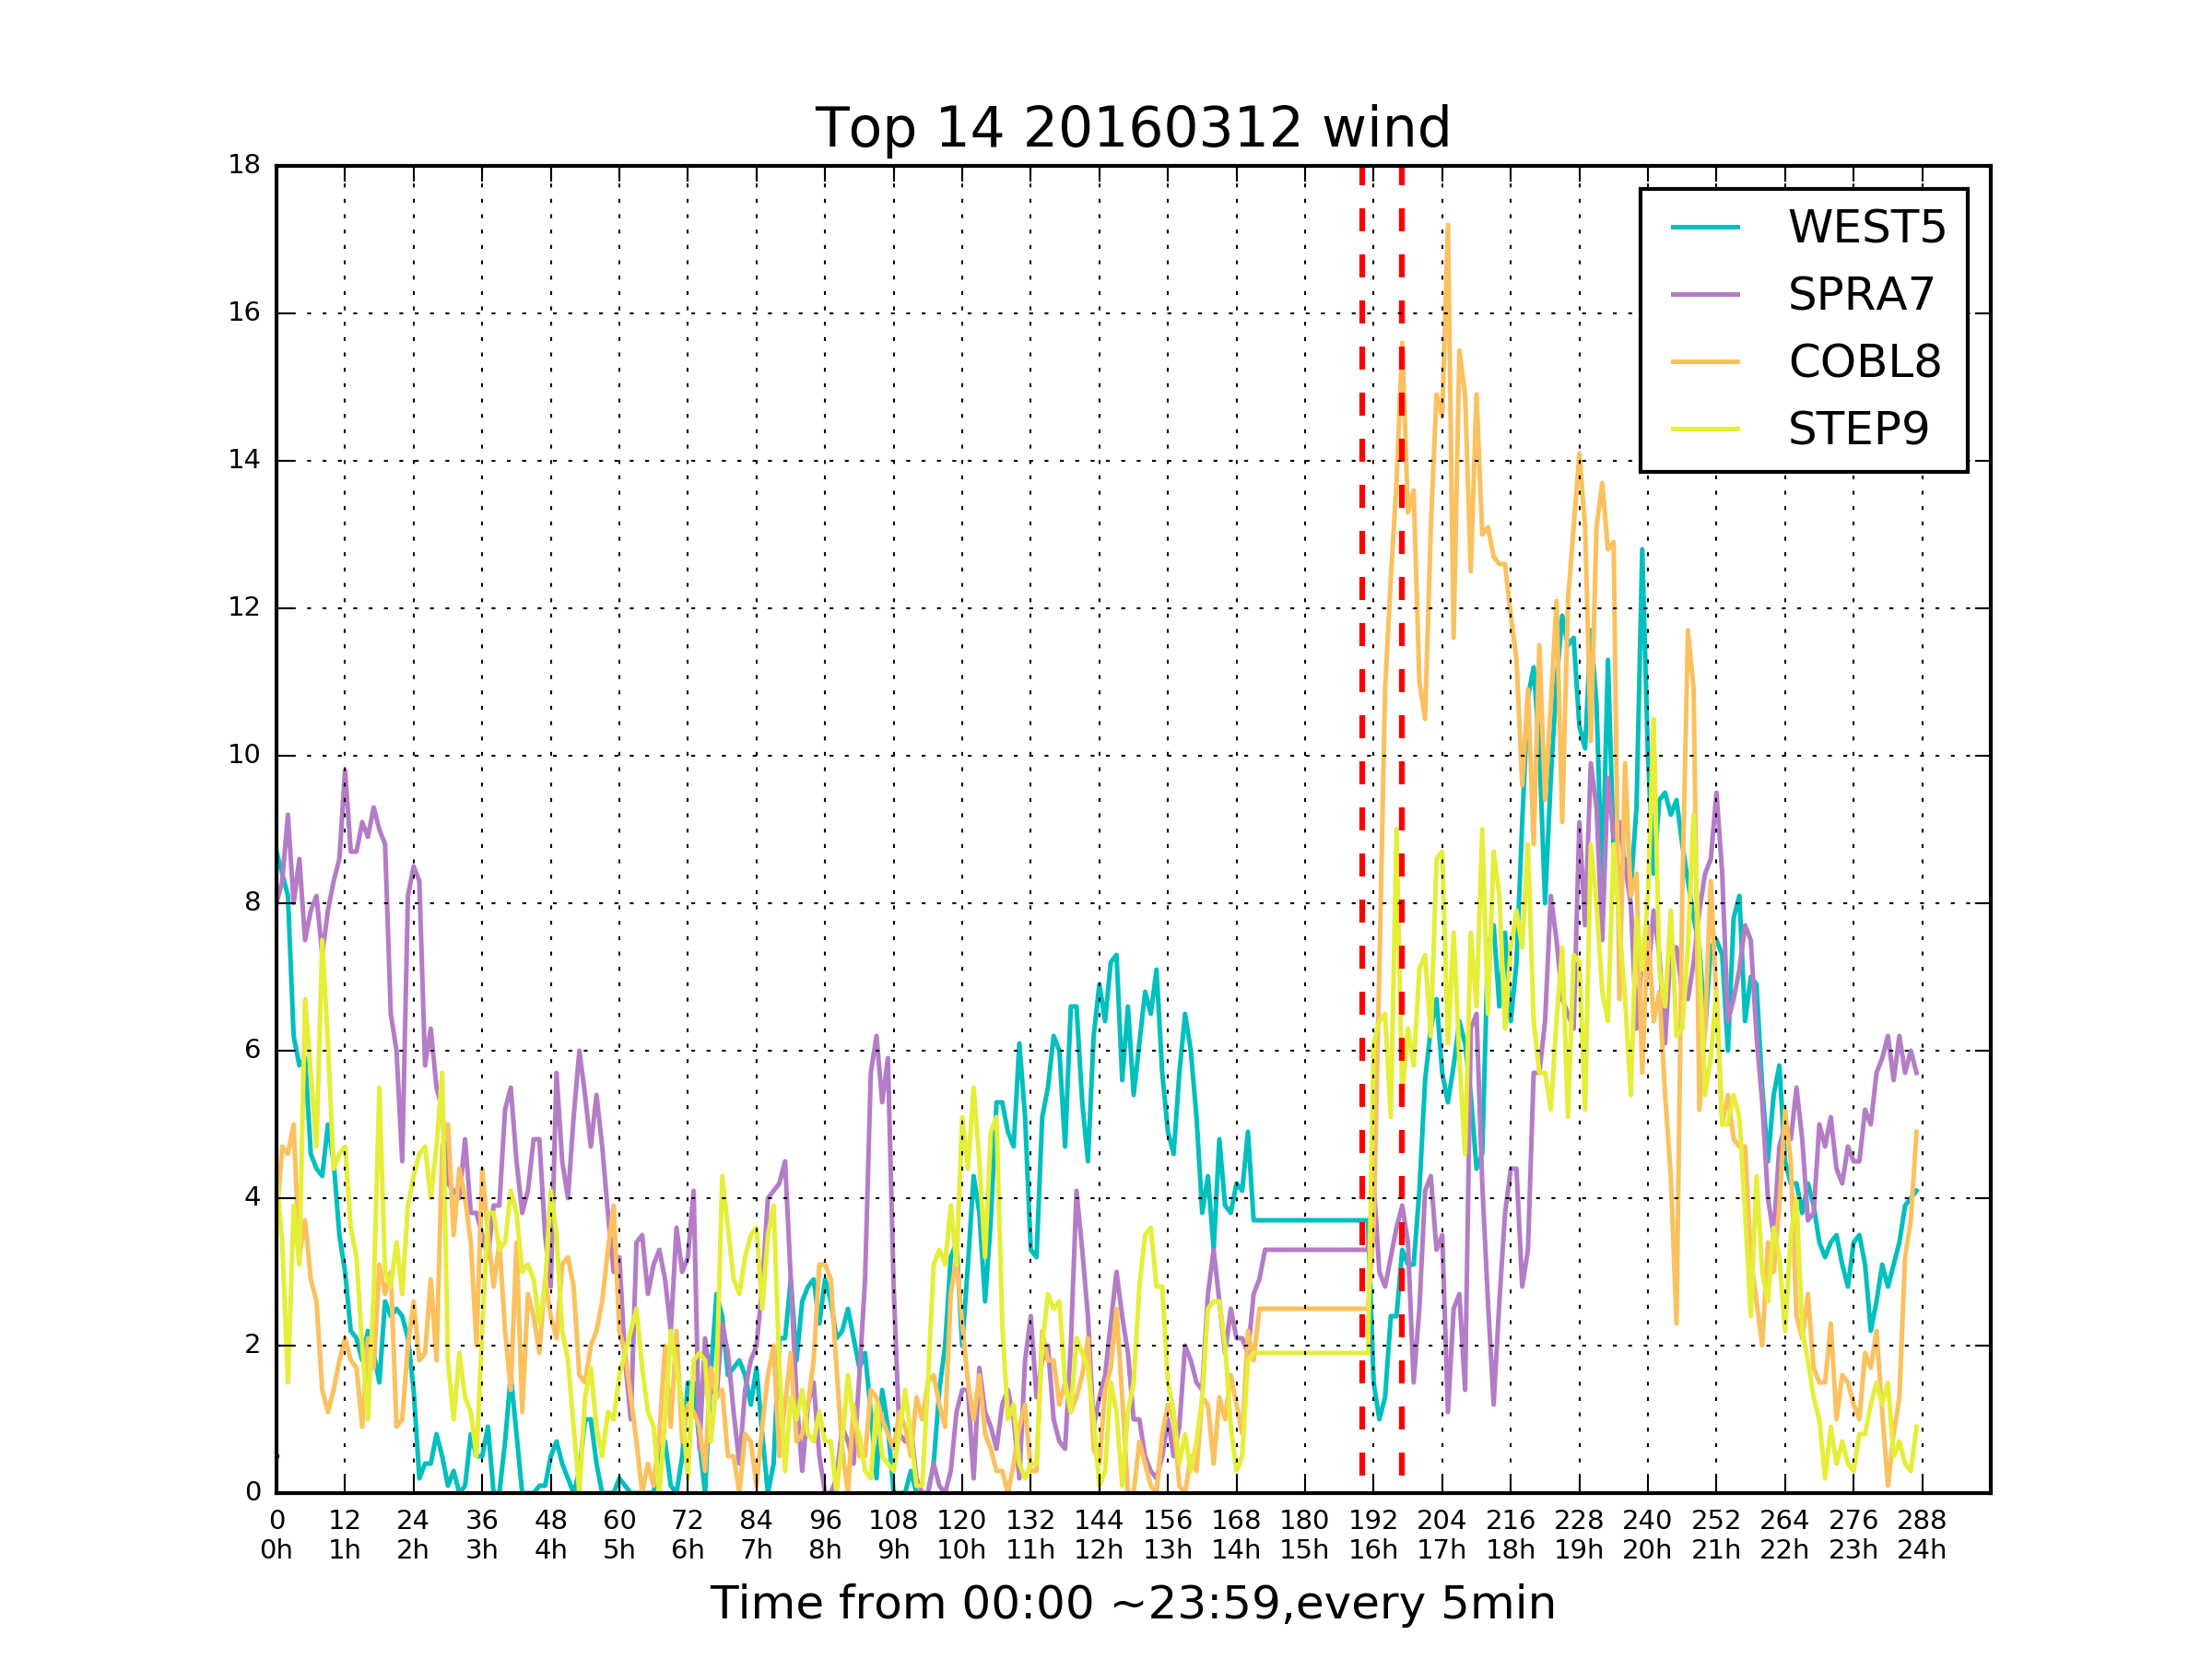 Top 14 20160312 wind
18
16
14
12
10
8
6
4
2
0
WEST5
SPRA7
COBL8
STEP9
0 12 24 36 48 60 72 84 96 108 120 132 144 156 168 180 192 204 216 228 240 252 264 276 288
0h 1h 2h 3h 4h 5h 6h 7h 8h 9h 10h 11h 12h 13h 14h 15h 16h 17h 18h 19h 20h 21h 22h 23h 24h
Time from 00:00 ~23:59,every 5min